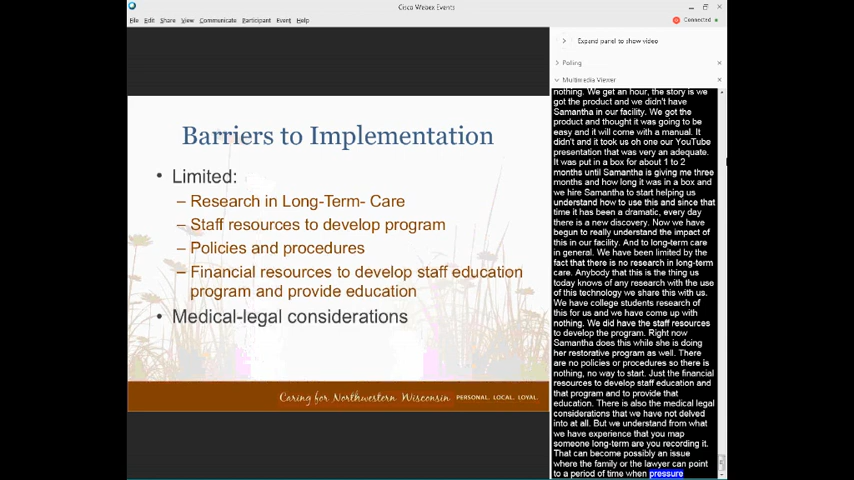 Cisco Webex Events
File Edit Share View Communicate Participant Event Help
Connected
Expand panel to show video
Polling
Multimedia Viewer
Barriers to Implementation
• Limited:
– Research in Long-Term- Care
– Staff resources to develop program
– Policies and procedures
– Financial resources to develop staff education
program and provide education
• Medical-legal considerations
Caring for Northwestern Wisconsin PERSONAL. LOCAL. LOYAL.
nothing. We get an hour, the story is we
got the product and we didn't have
Samantha in our facility. We got the
product and thought it was going to be
easy and it will come with a manual. It
didn't and it took us oh one our YouTube
presentation that was very an adequate.
It was put in a box for about 1 to 2
months until Samantha is giving me three
months and how long it was in a box and
we hire Samantha to start helping us
understand how to use this and since that
time it has been a dramatic, every day
there is a new discovery. Now we have
begun to really understand the impact of
this in our facility. And to long-term care
in general. We have been limited by the
fact that there is no research in long-term
care. Anybody that this is the thing us
today knows of any research with the use
of this technology we share this with us.
We have college students research of
this for us and we have come up with
nothing. We did have the staff resources
to develop the program. Right now
Samantha does this while she is doing
her restorative program as well. There
are no policies or procedures so there is
nothing, no way to start. Just the financial
resources to develop staff education and
that program and to provide that
education. There is also the medical legal
considerations that we have not delved
into at all. But we understand from what
we have experience that you map
someone long-term are you recording it.
That can become possibly an issue
where the family or the lawyer can point
to a period of time when pressure